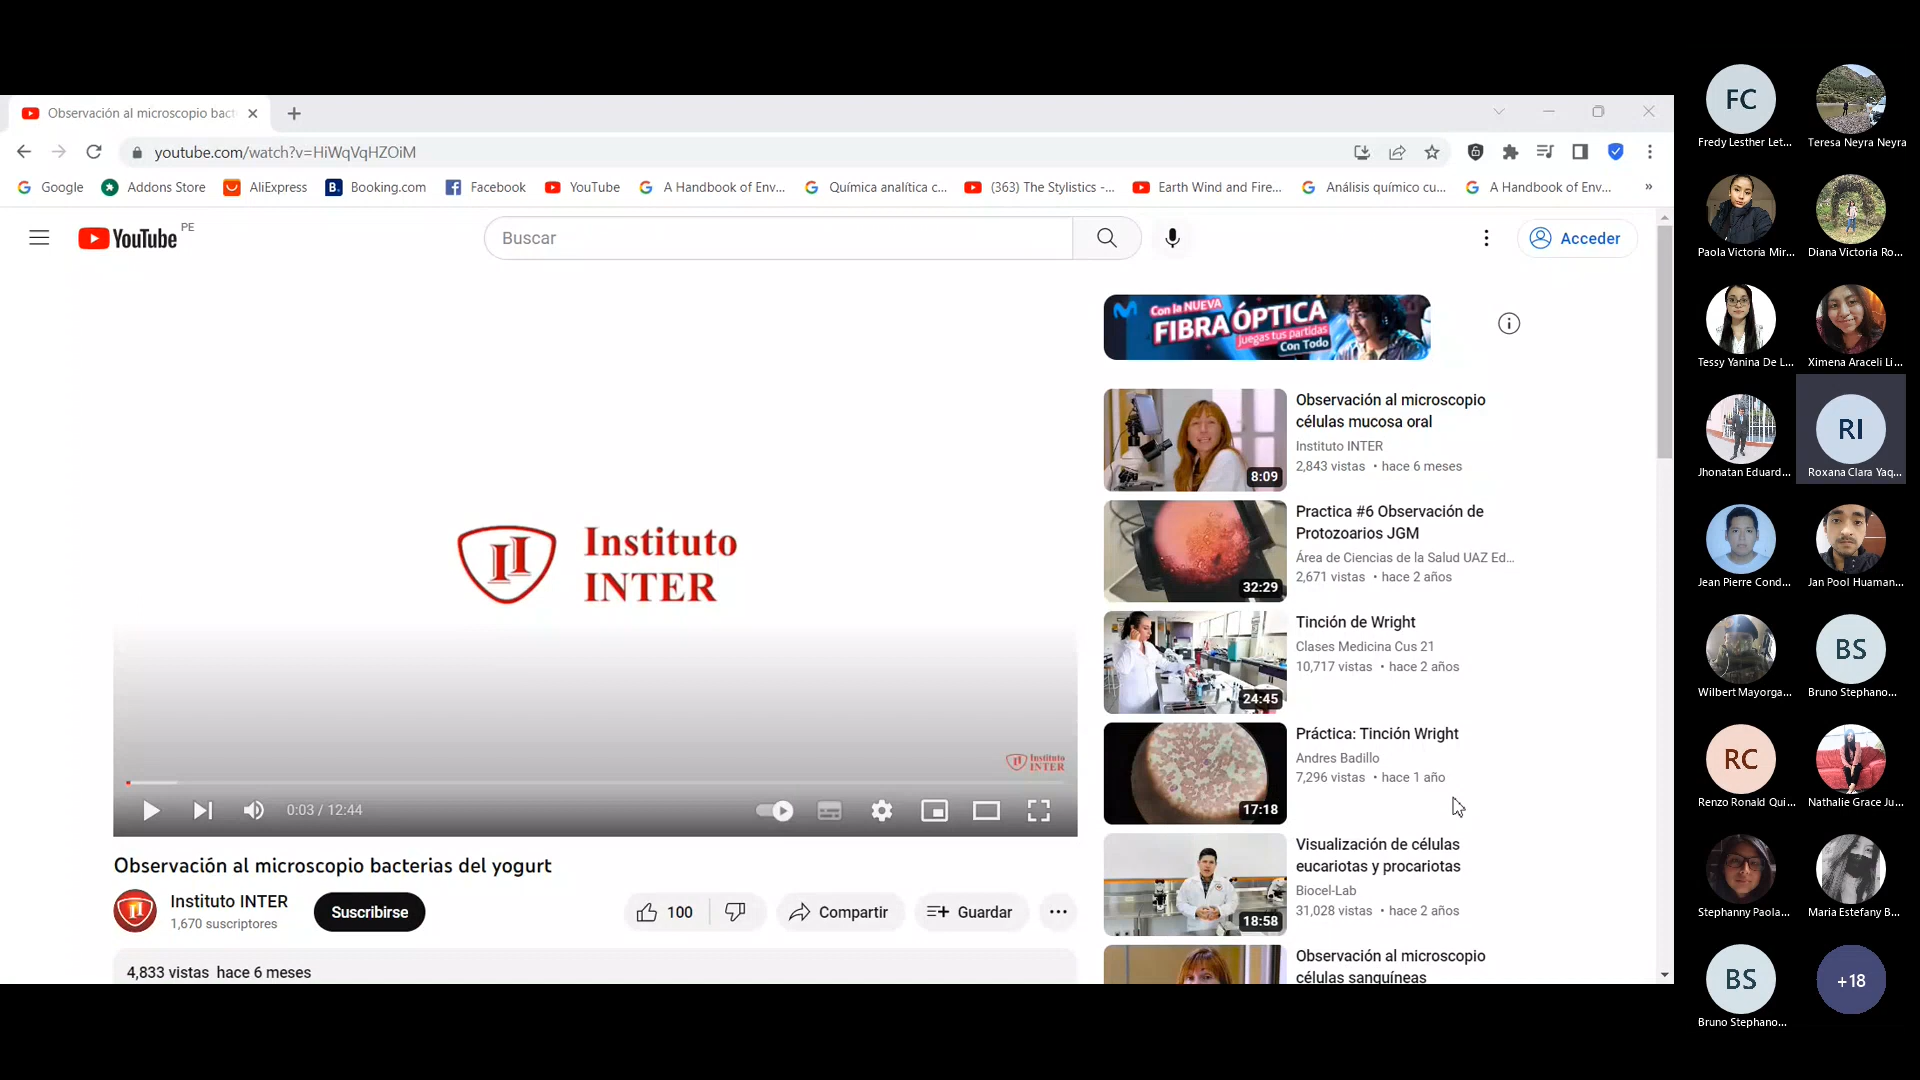 Observación al microscopio bact
youtube.com/watch?v=HiWqVqHZOiM
Google
Addons Store
AliExpress
Booking.com
Facebook
YouTube
A Handbook of Env...
Química analítica c...
(363) The Stylistics -...
Earth Wind and Fire...
Análisis químico cu...
A Handbook of Env...
»
YouTube PE
Buscar
Acceder
Instituto
INTER
Instituto
INTER
0:03 / 12:44
Observación al microscopio bacterias del yogurt
Instituto INTER
1,670 suscriptores
Suscribirse
100
Compartir
Guardar
4,833 vistas hace 6 meses
Con la NUEVA
FIBRA ÓPTICA
Juegas tus partidas
Con Todo
Observación al microscopio
células mucosa oral
Instituto INTER
2,843 vistas • hace 6 meses
8:09
Practica #6 Observación de
Protozoarios JGM
Área de Ciencias de la Salud UAZ Ed...
2,671 vistas • hace 2 años
32:29
Tinción de Wright
Clases Medicina Cus 21
10,717 vistas • hace 2 años
24:45
Práctica: Tinción Wright
Andres Badillo
7,296 vistas • hace 1 año
17:18
Visualización de células
eucariotas y procariotas
Biocel-Lab
31,028 vistas • hace 2 años
18:58
Observación al microscopio
células sanguíneas
FC
Fredy Lesther Let...
Teresa Neyra Neyra
Paola Victoria Mir...
Diana Victoria Ro...
Tessy Yanina De L...
Ximena Araceli Li...
Jhonatan Eduard...
RI
Roxana Clara Yaq...
Jean Pierre Cond...
Jan Pool Huaman...
Wilbert Mayorga...
BS
Bruno Stephano...
RC
Renzo Ronald Qui...
Nathalie Grace Ju...
Stephanny Paola...
Maria Estefany B...
BS
Bruno Stephano...
+18